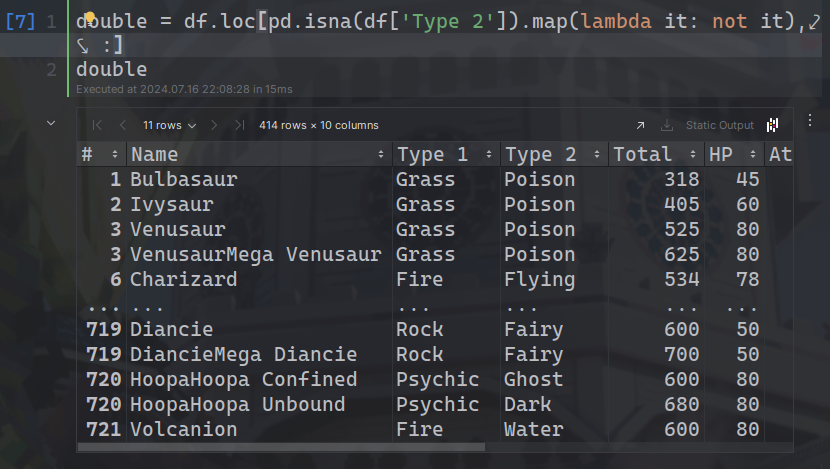 [7] 1 double = df.loc[pd.isna(df['Type 2']).map(lambda it: not it),
:]
2 double
Executed at 2024.07.16 22:08:28 in 15ms
11 rows 414 rows × 10 columns Static Output
# Name Type 1 Type 2 Total HP At
1 Bulbasaur Grass Poison 318 45
2 Ivysaur Grass Poison 405 60
3 Venusaur Grass Poison 525 80
3 VenusaurMega Venusaur Grass Poison 625 80
6 Charizard Fire Flying 534 78
... ... ... ... ... ...
719 Diancie Rock Fairy 600 50
719 DiancieMega Diancie Rock Fairy 700 50
720 HoopaHoopa Confined Psychic Ghost 600 80
720 HoopaHoopa Unbound Psychic Dark 680 80
721 Volcanion Fire Water 600 80